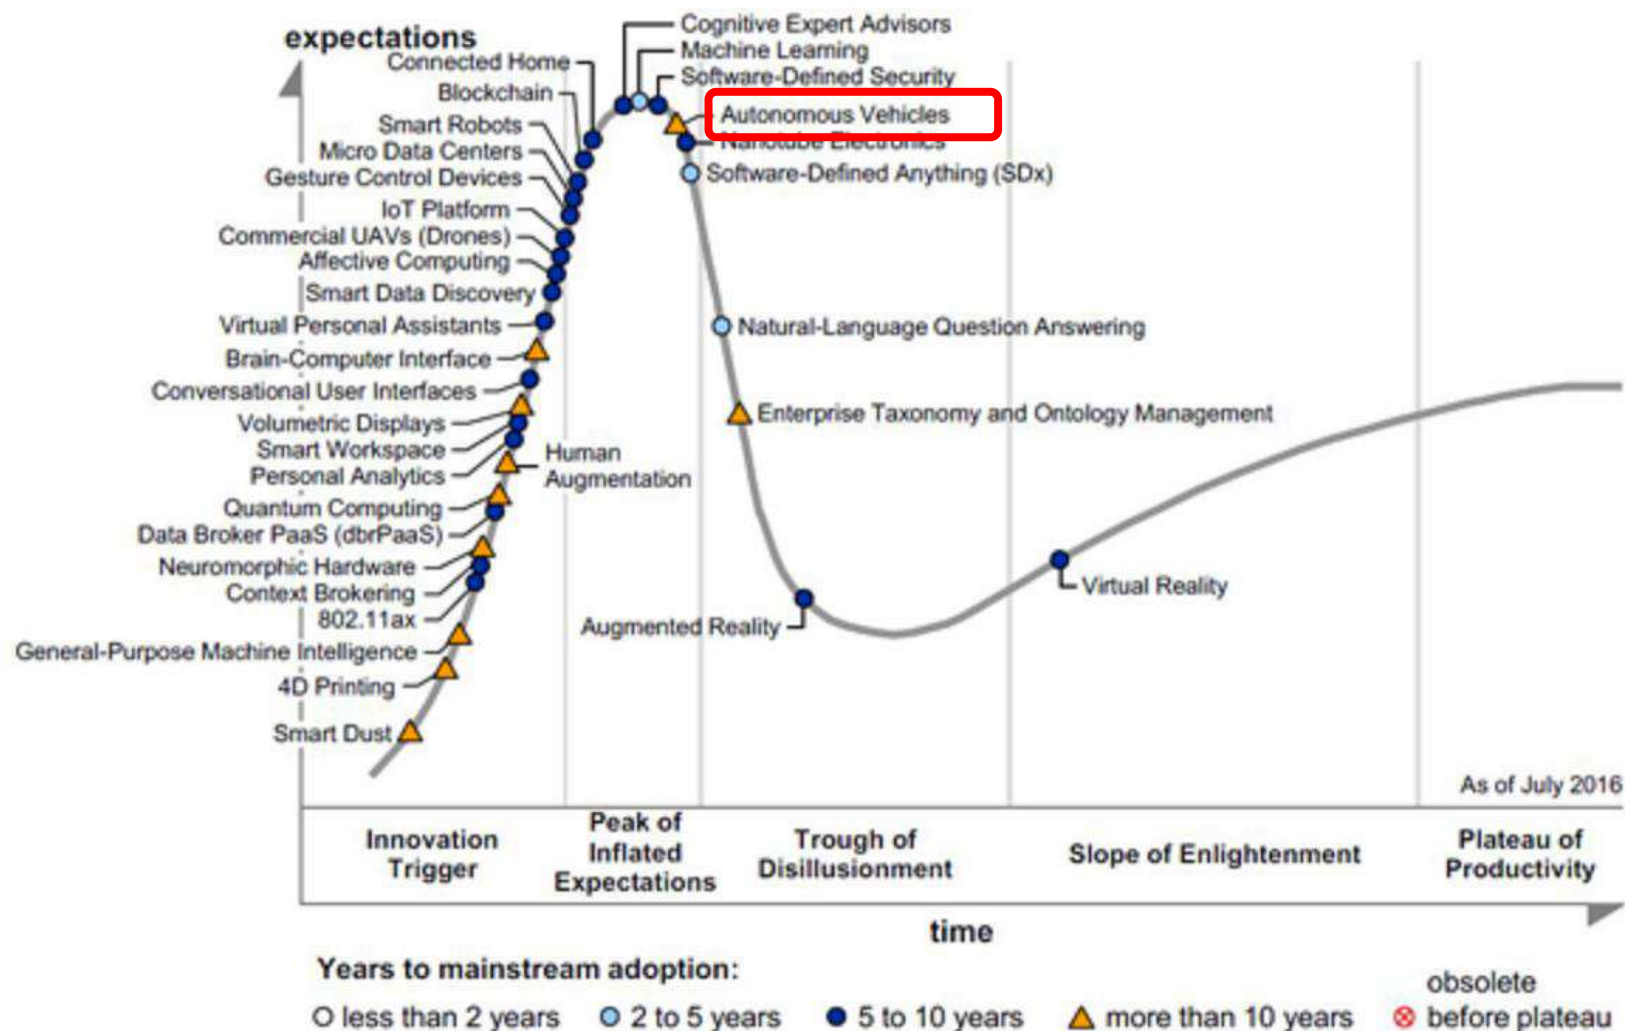 expectations
Connected Home
Blockchain
Smart Robots
Micro Data Centers
Gesture Control Devices
IoT Platform
Commercial UAVs (Drones)
Affective Computing
Smart Data Discovery
Virtual Personal Assistants
Brain-Computer Interface
Conversational User Interfaces
Volumetric Displays
Smart Workspace
Personal Analytics
Quantum Computing
Data Broker PaaS (dbrPaaS)
Neuromorphic Hardware
Context Brokering
802.11ax
General-Purpose Machine Intelligence
4D Printing
Smart Dust
Human
Augmentation
Cognitive Expert Advisors
Machine Learning
Software-Defined Security
Autonomous Vehicles
Nanotube Electronics
Software-Defined Anything (SDx)
Natural-Language Question Answering
Enterprise Taxonomy and Ontology Management
Augmented Reality
Virtual Reality
As of July 2016
Innovation
Trigger
Peak of
Inflated
Expectations
Trough of
Disillusionment
Slope of Enlightenment
Plateau of
Productivity
time
Years to mainstream adoption:
less than 2 years
2 to 5 years
5 to 10 years
more than 10 years
obsolete
before plateau